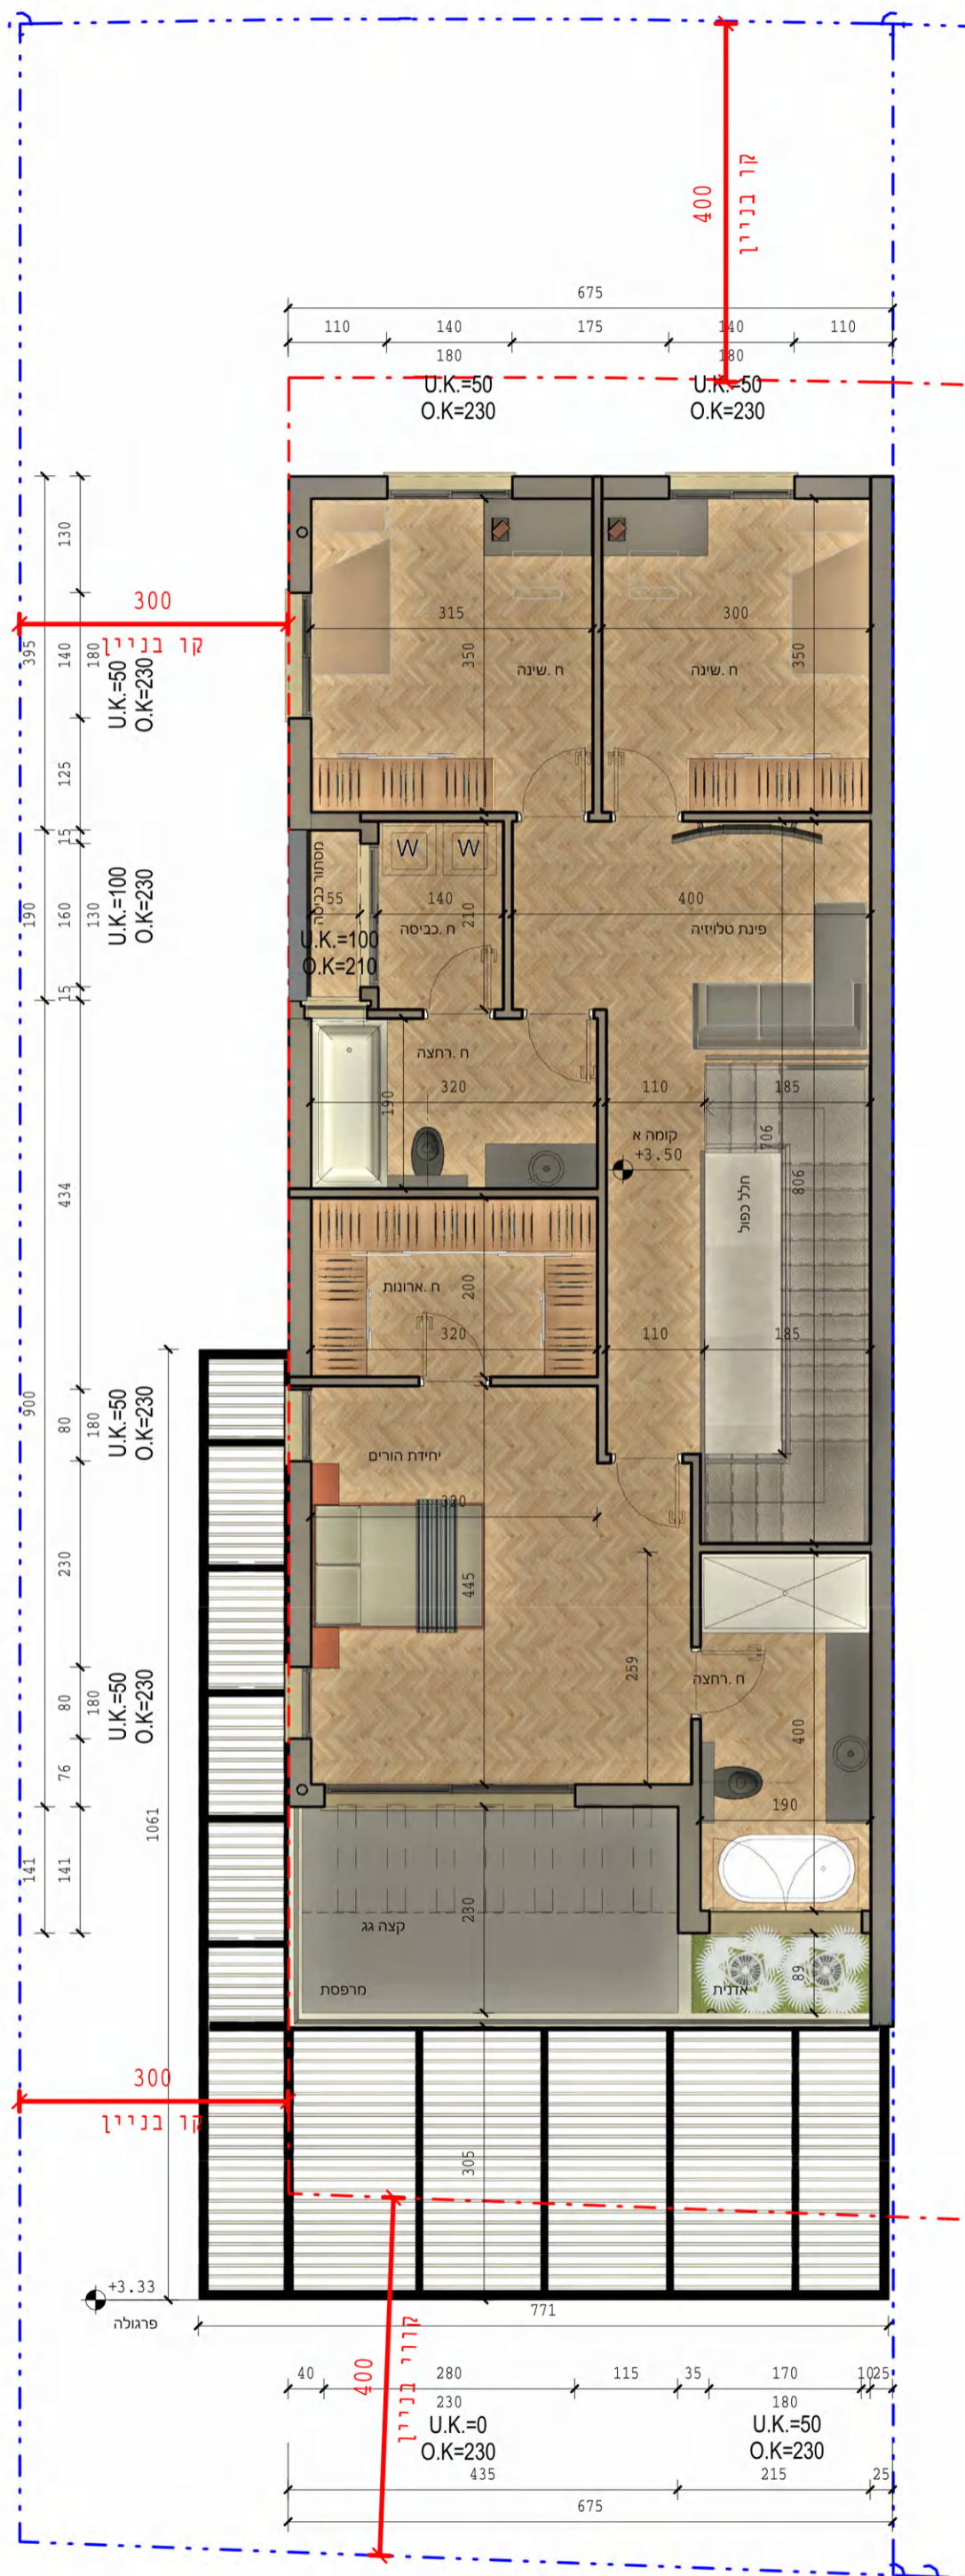 400
קו בניין
675
110 140 175 140 110
180 180
U.K.=50
O.K=230
U.K.=50
O.K=230
300
קו בניין
395
130
140
180
125
U.K.=50
O.K=230
315
350
ח.שינה
300
350
ח.שינה
190
15
160
130
15
U.K.=100
O.K=230
מסתור כביסה
55
U.K.=100
O.K=210
W W
140
210
ח.כביסה
400
פינת טלויזיה
ח.רחצה
320
190
110
185
קומה א
+3.50
706
806
חלל כפול
434
ח.ארונות
200
320
110
185
900
80
180
U.K.=50
O.K=230
230
80
180
U.K.=50
O.K=230
76
141
141
1061
יחידת הורים
320
445
259
ח.רחצה
400
190
230
קצה גג
מרפסת
אדנית
89
300
קו בניין
305
+3.33
פרגולה
771
400
קווי בניין
40 280 115 35 170 10 25
230 180
U.K.=0
O.K=230
U.K.=50
O.K=230
435 215 25
675